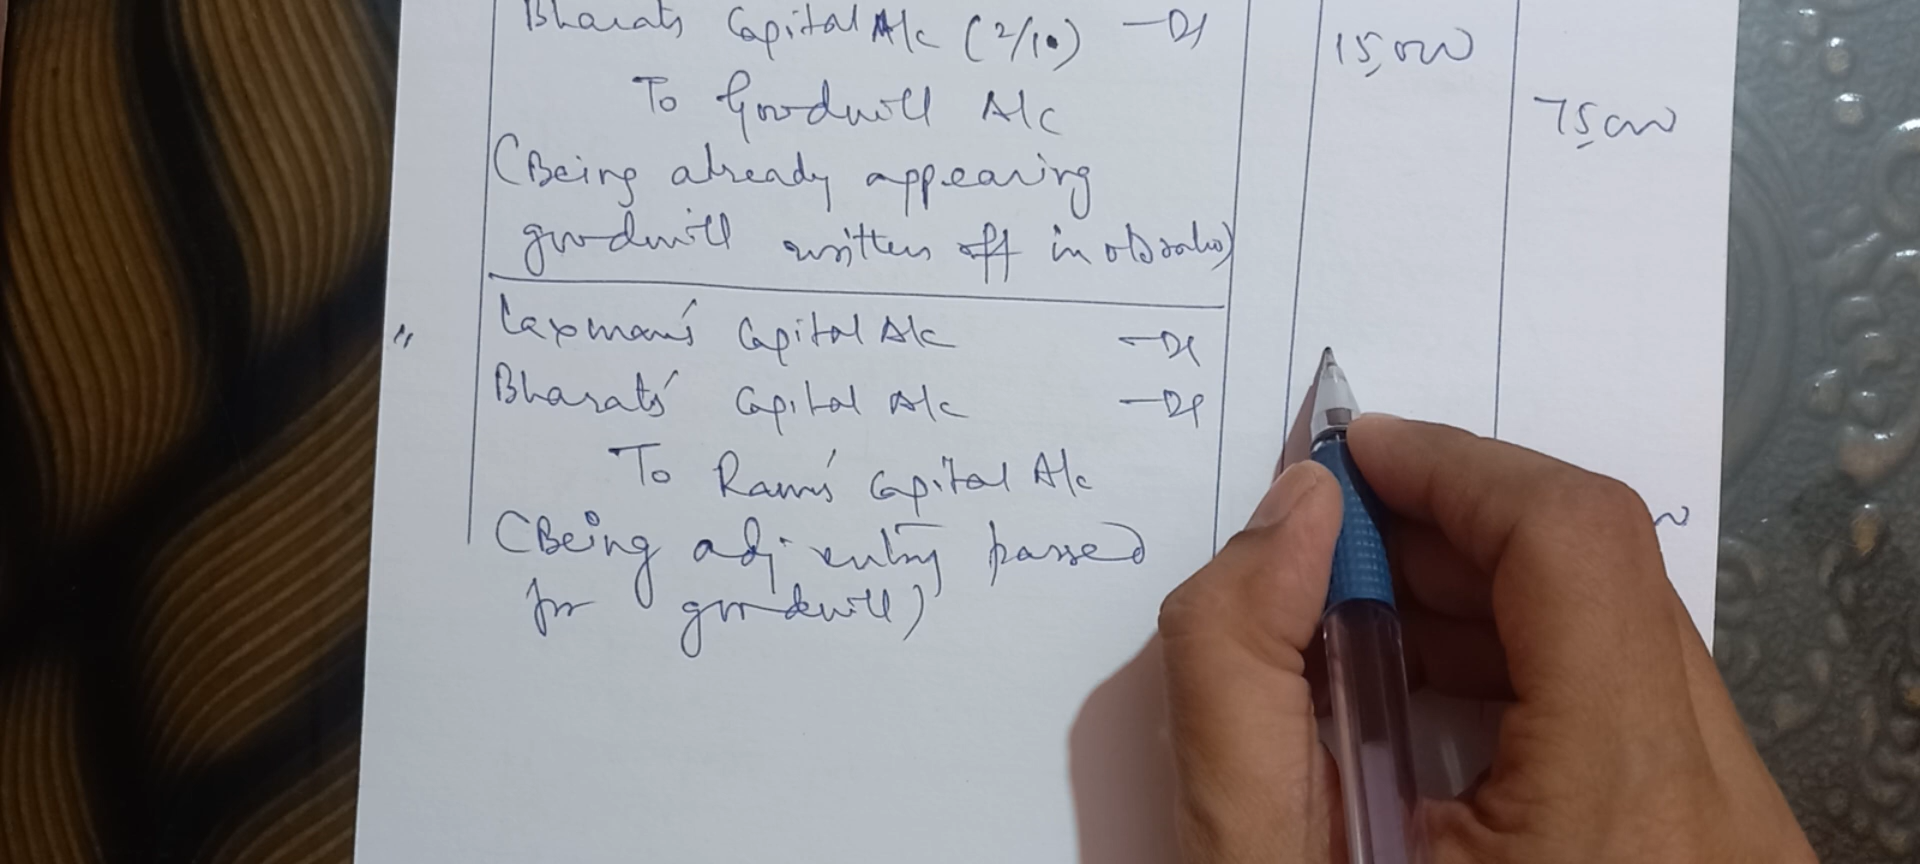 Bharat's Capital A/c (2/10) —Dr 15,000
To Goodwill A/c 75,000
(Being already appearing
goodwill written off in old ratio)
" Laxman's Capital A/c —Dr
Bharat's Capital A/c —Dr
To Ram's Capital A/c
(Being adj. entry passed
for goodwill)